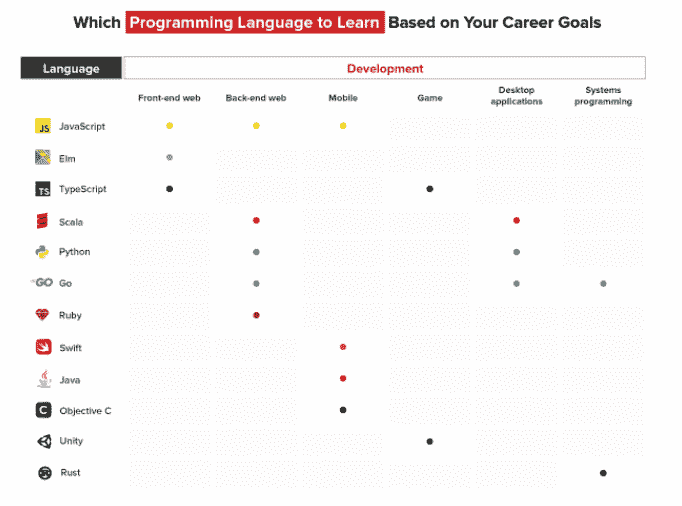 Which Programming Language to Learn Based on Your Career Goals
Language Development
Front-end web Back-end web Mobile Game Desktop applications Systems programming
JS JavaScript
Elm
TS TypeScript
Scala
Python
GO Go
Ruby
Swift
Java
C Objective C
Unity
Rust